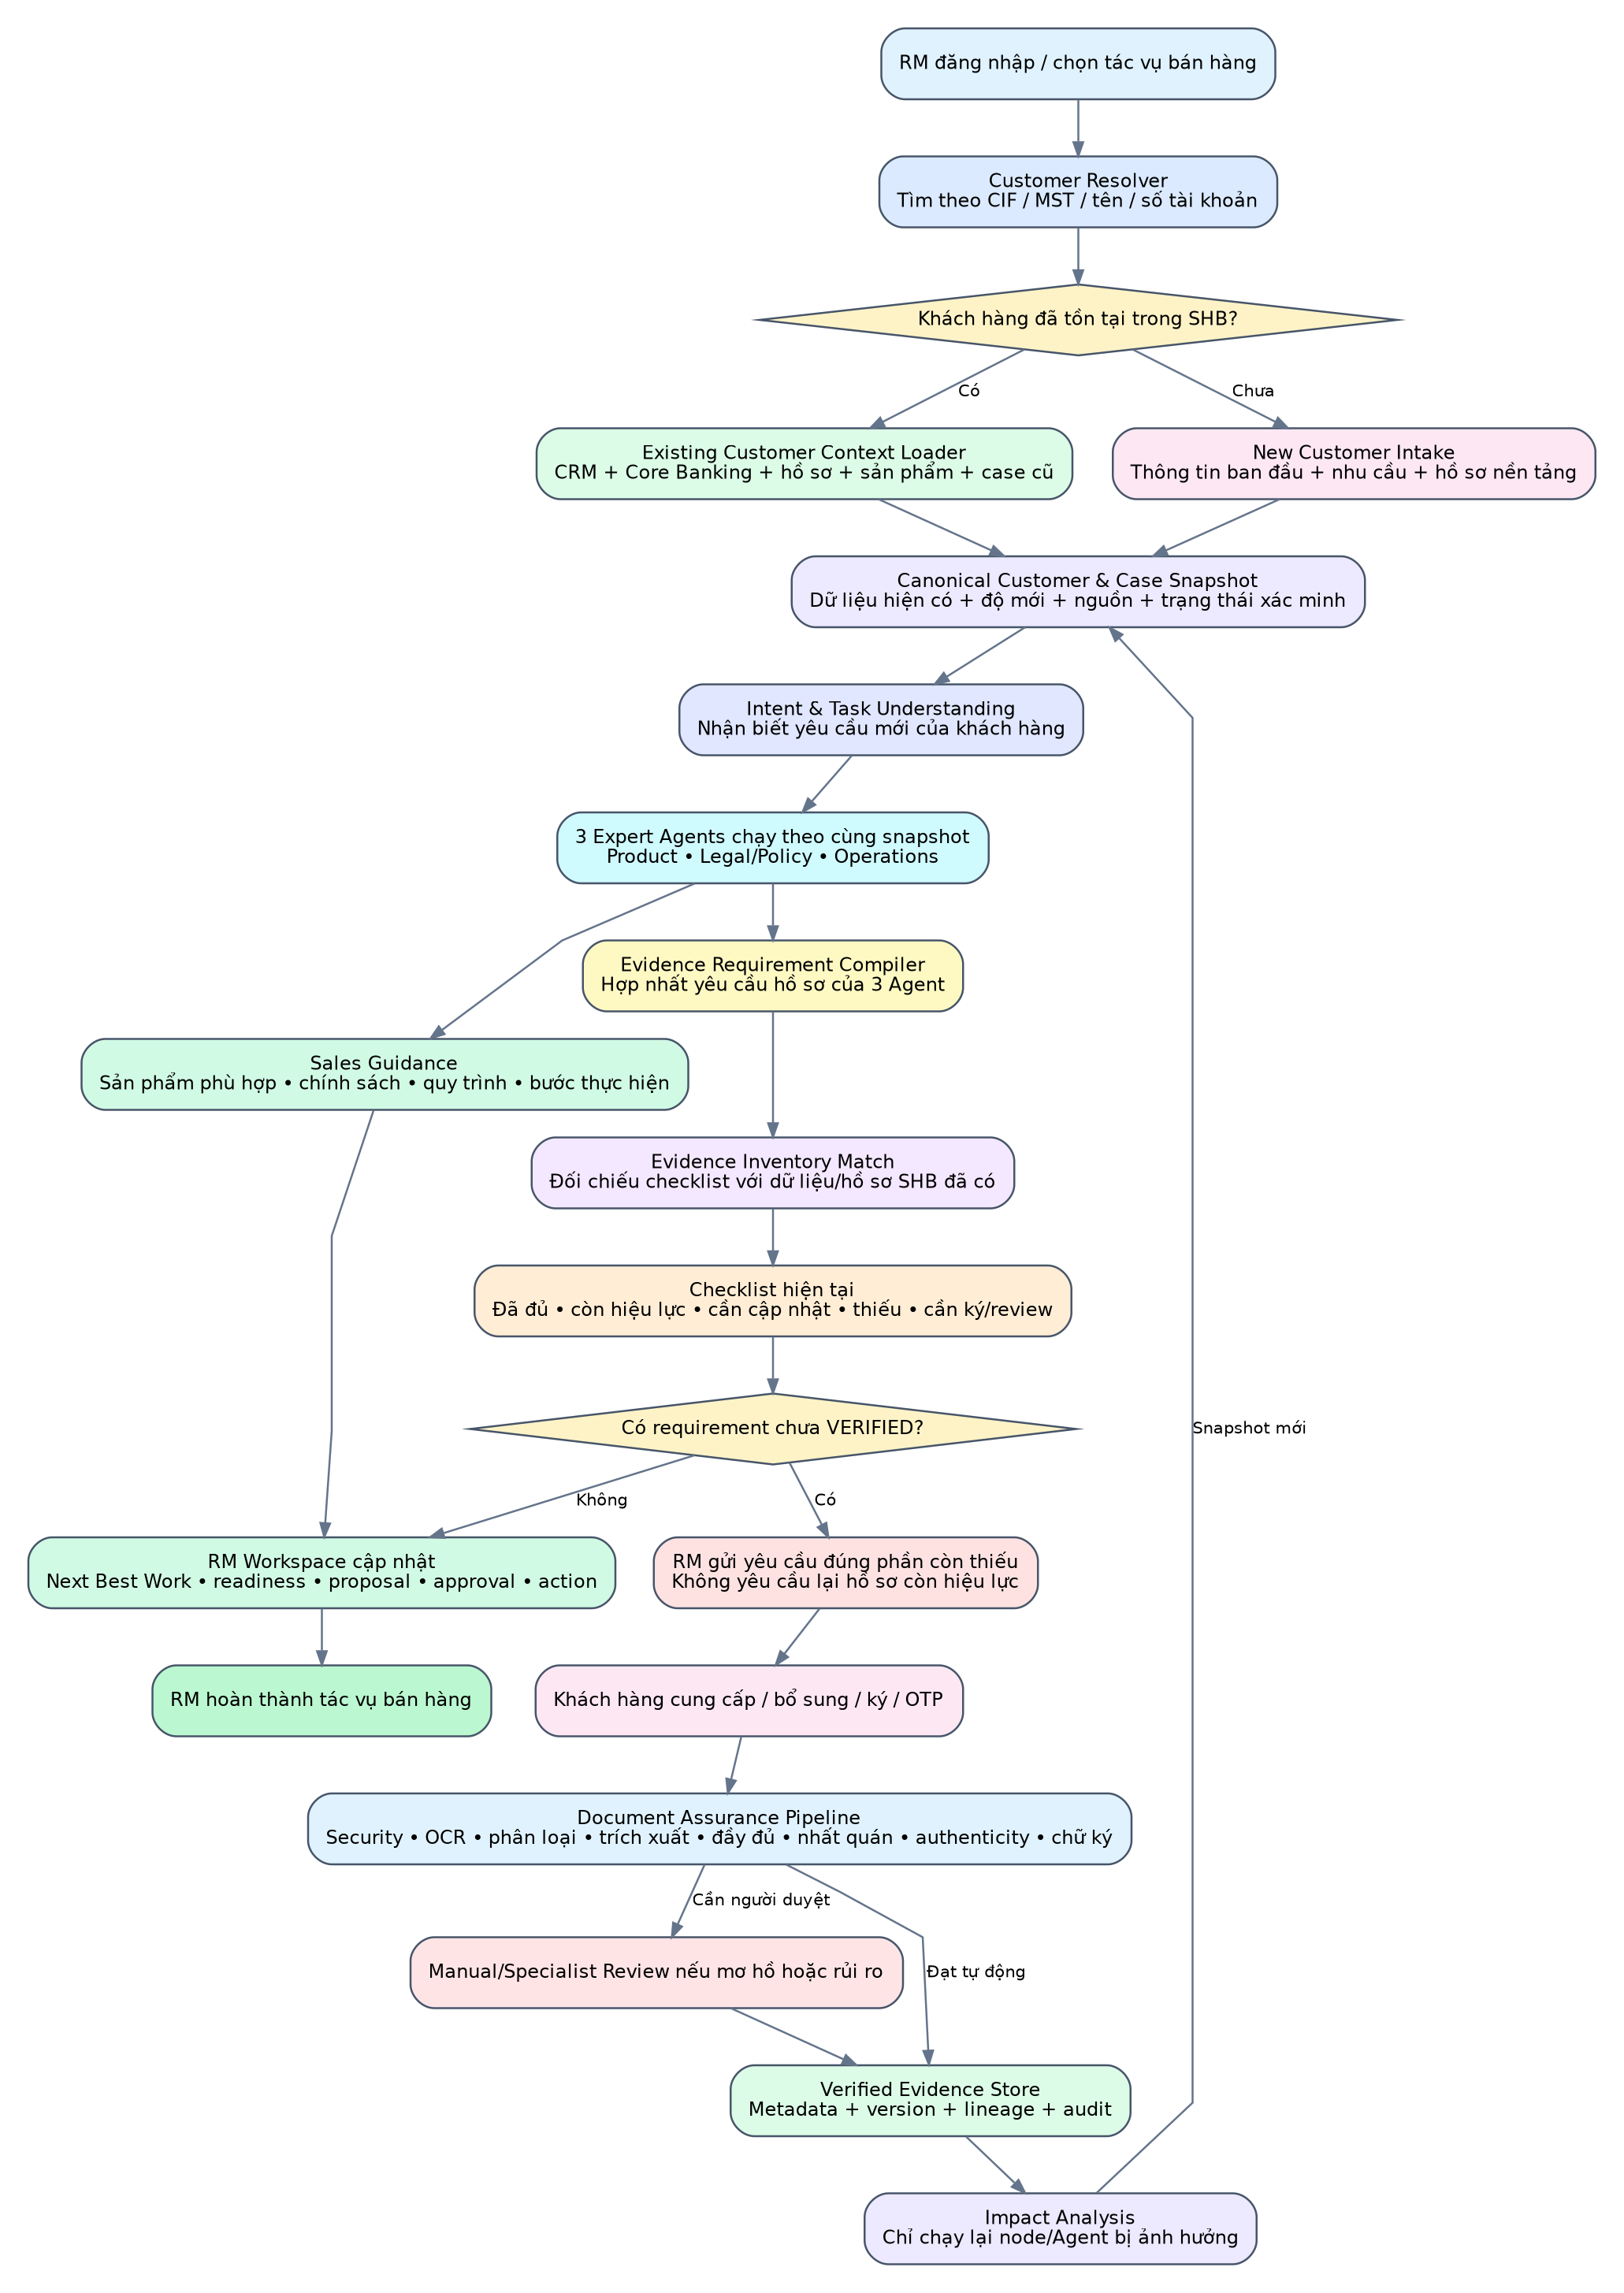 RM đăng nhập / chọn tác vụ bán hàng
Customer Resolver
Tìm theo CIF / MST / tên / số tài khoản
Khách hàng đã tồn tại trong SHB?
Có
Chưa
Existing Customer Context Loader
CRM + Core Banking + hồ sơ + sản phẩm + case cũ
New Customer Intake
Thông tin ban đầu + nhu cầu + hồ sơ nền tảng
Canonical Customer & Case Snapshot
Dữ liệu hiện có + độ mới + nguồn + trạng thái xác minh
Intent & Task Understanding
Nhận biết yêu cầu mới của khách hàng
3 Expert Agents chạy theo cùng snapshot
Product • Legal/Policy • Operations
Evidence Requirement Compiler
Hợp nhất yêu cầu hồ sơ của 3 Agent
Sales Guidance
Sản phẩm phù hợp • chính sách • quy trình • bước thực hiện
Evidence Inventory Match
Đối chiếu checklist với dữ liệu/hồ sơ SHB đã có
Checklist hiện tại
Đã đủ • còn hiệu lực • cần cập nhật • thiếu • cần ký/review
Có requirement chưa VERIFIED?
Snapshot mới
Không
Có
RM Workspace cập nhật
Next Best Work • readiness • proposal • approval • action
RM gửi yêu cầu đúng phần còn thiếu
Không yêu cầu lại hồ sơ còn hiệu lực
RM hoàn thành tác vụ bán hàng
Khách hàng cung cấp / bổ sung / ký / OTP
Document Assurance Pipeline
Security • OCR • phân loại • trích xuất • đầy đủ • nhất quán • authenticity • chữ ký
Cần người duyệt
Manual/Specialist Review nếu mơ hồ hoặc rủi ro
Đạt tự động
Verified Evidence Store
Metadata + version + lineage + audit
Impact Analysis
Chỉ chạy lại node/Agent bị ảnh hưởng